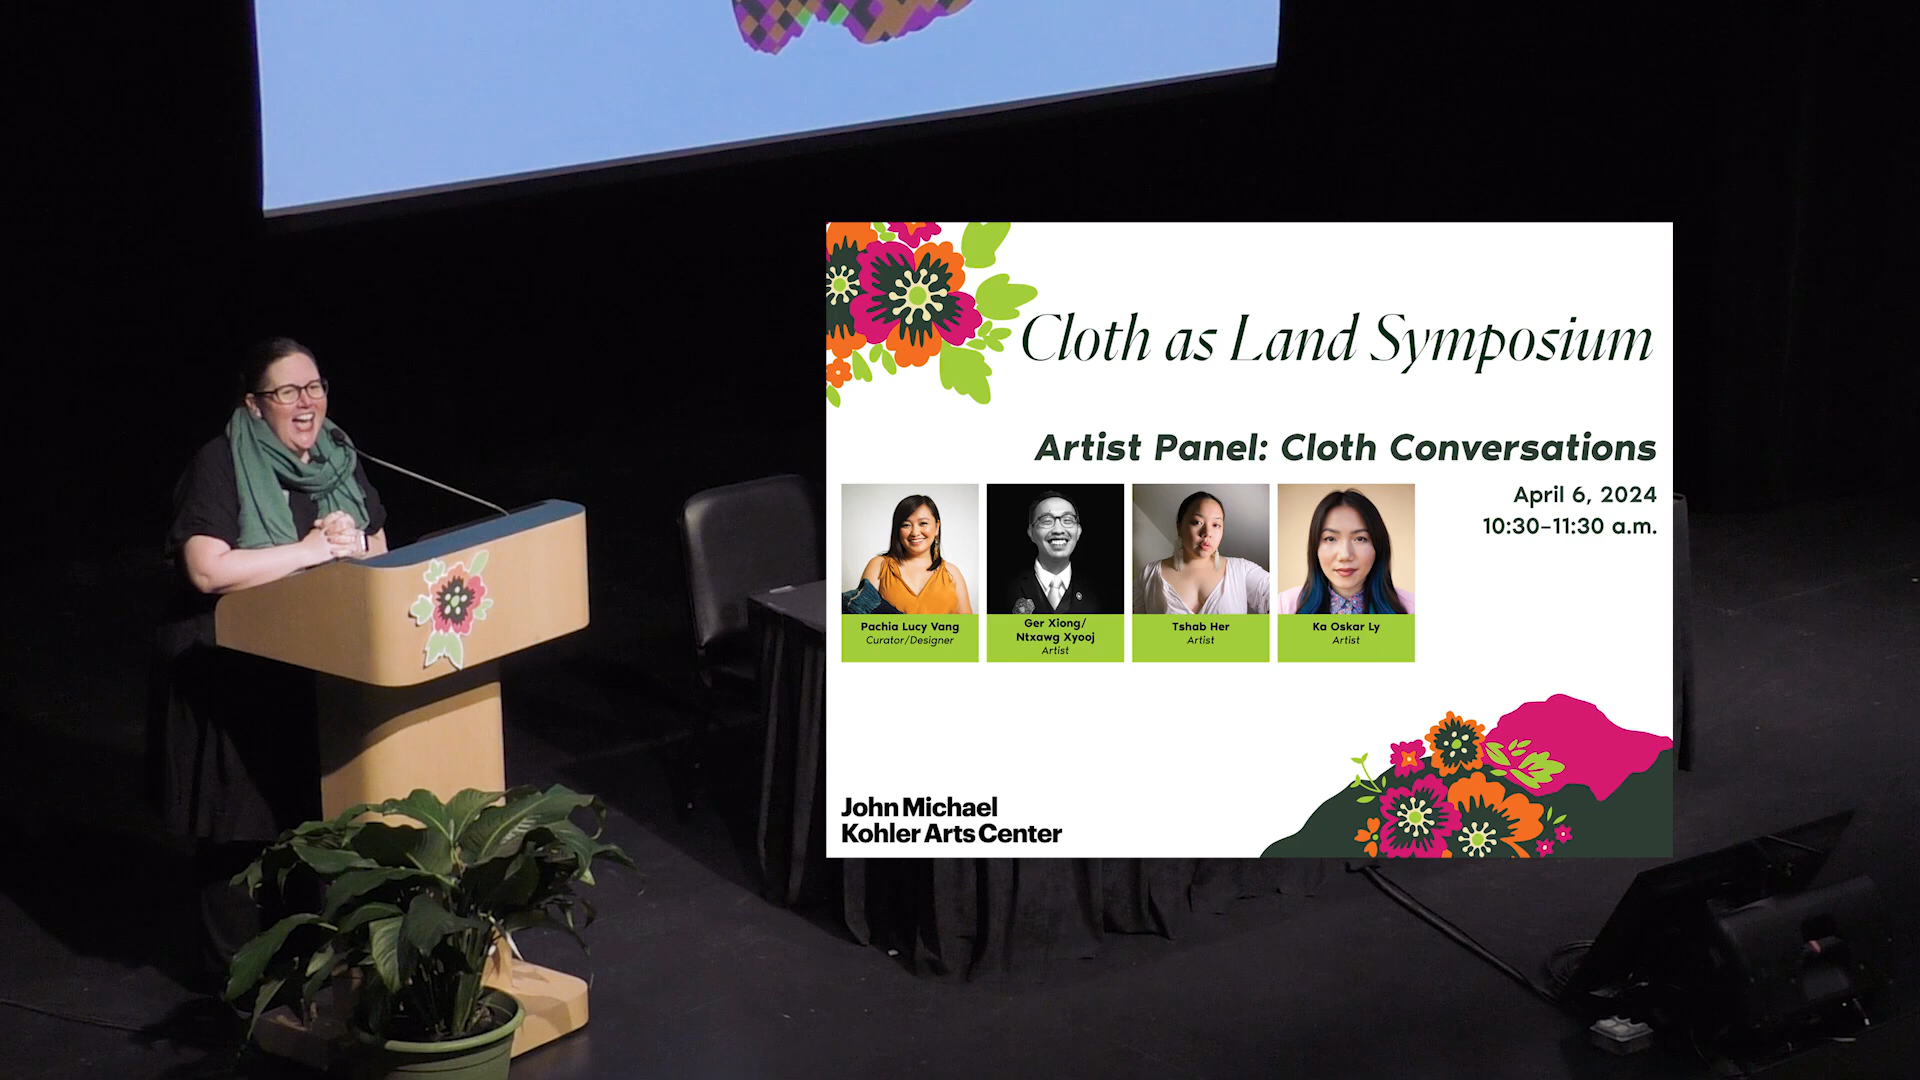 Cloth as Land Symposium
Artist Panel: Cloth Conversations
April 6, 2024
10:30–11:30 a.m.
Pachia Lucy Vang
Curator/Designer
Ger Xiong/
Ntxawg Xyooj
Artist
Tshab Her
Artist
Ka Oskar Ly
Artist
John Michael
Kohler Arts Center